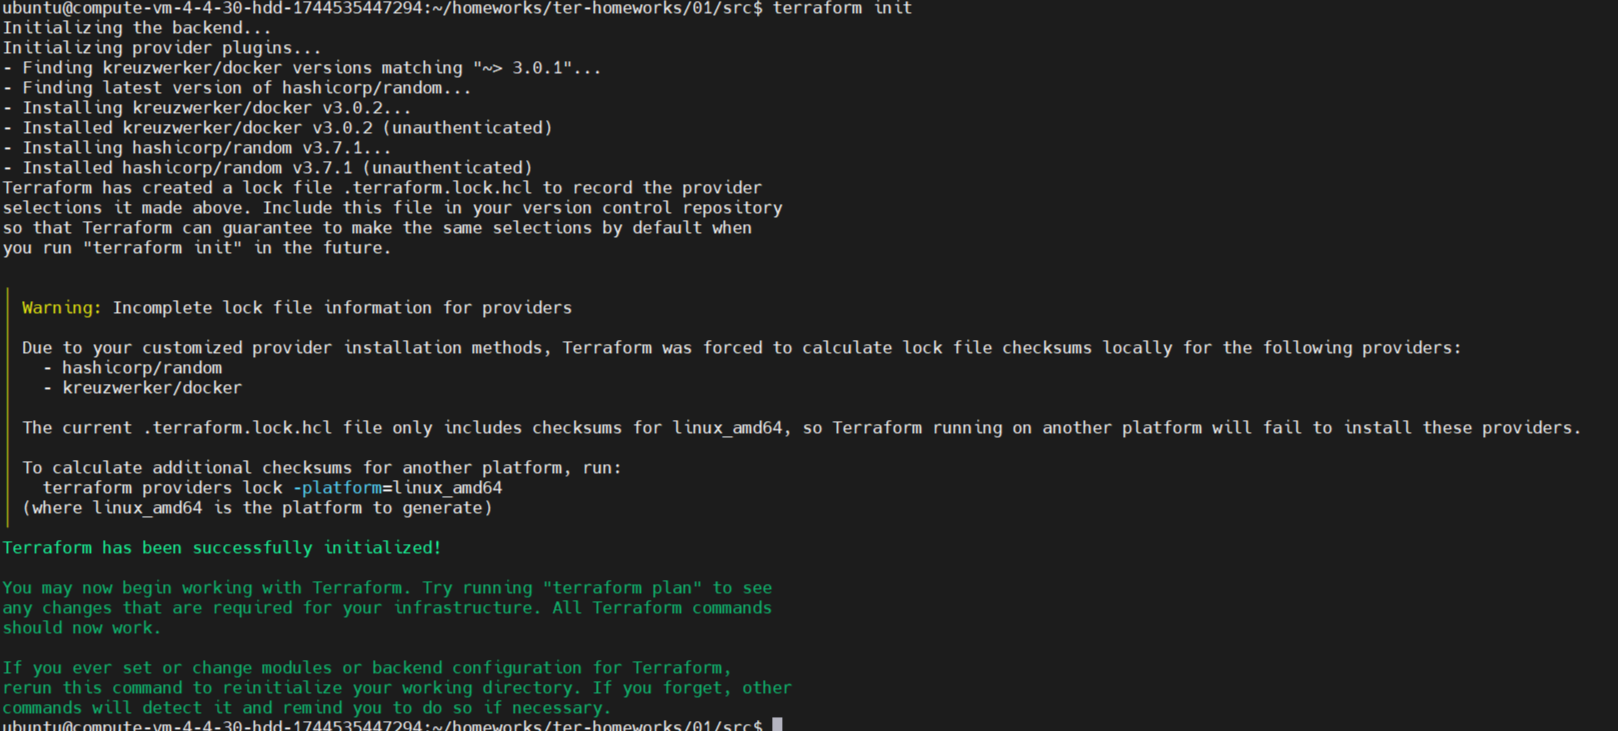 ubuntu@compute-vm-4-4-30-hdd-1744535447294:~/homeworks/ter-homeworks/01/src$ terraform init
Initializing the backend...
Initializing provider plugins...
- Finding kreuzwerker/docker versions matching "~> 3.0.1"...
- Finding latest version of hashicorp/random...
- Installing kreuzwerker/docker v3.0.2...
- Installed kreuzwerker/docker v3.0.2 (unauthenticated)
- Installing hashicorp/random v3.7.1...
- Installed hashicorp/random v3.7.1 (unauthenticated)
Terraform has created a lock file .terraform.lock.hcl to record the provider
selections it made above. Include this file in your version control repository
so that Terraform can guarantee to make the same selections by default when
you run "terraform init" in the future.
Warning: Incomplete lock file information for providers
Due to your customized provider installation methods, Terraform was forced to calculate lock file checksums locally for the following providers:
- hashicorp/random
- kreuzwerker/docker
The current .terraform.lock.hcl file only includes checksums for linux_amd64, so Terraform running on another platform will fail to install these providers.
To calculate additional checksums for another platform, run:
terraform providers lock -platform=linux_amd64
(where linux_amd64 is the platform to generate)
Terraform has been successfully initialized!
You may now begin working with Terraform. Try running "terraform plan" to see
any changes that are required for your infrastructure. All Terraform commands
should now work.
If you ever set or change modules or backend configuration for Terraform,
rerun this command to reinitialize your working directory. If you forget, other
commands will detect it and remind you to do so if necessary.
ubuntu@compute-vm-4-4-30-hdd-1744535447294:~/homeworks/ter-homeworks/01/src$